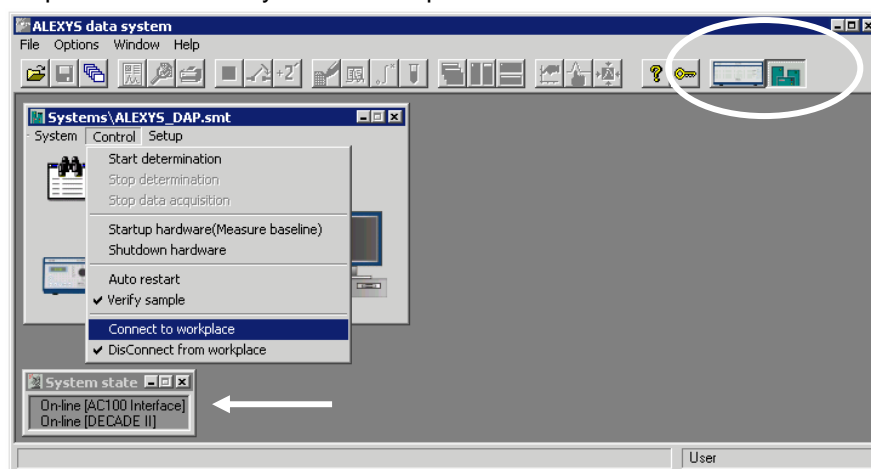 ALEXYS data system
File Options Window Help
+2
?
Systems\ALEXYS_DAP.smt
System Control Setup
Start determination
Stop determination
Stop data acquisition
Startup hardware(Measure baseline)
Shutdown hardware
Auto restart
Verify sample
Connect to workplace
DisConnect from workplace
System state
On-line [AC100 Interface]
On-line [DECADE II]
User